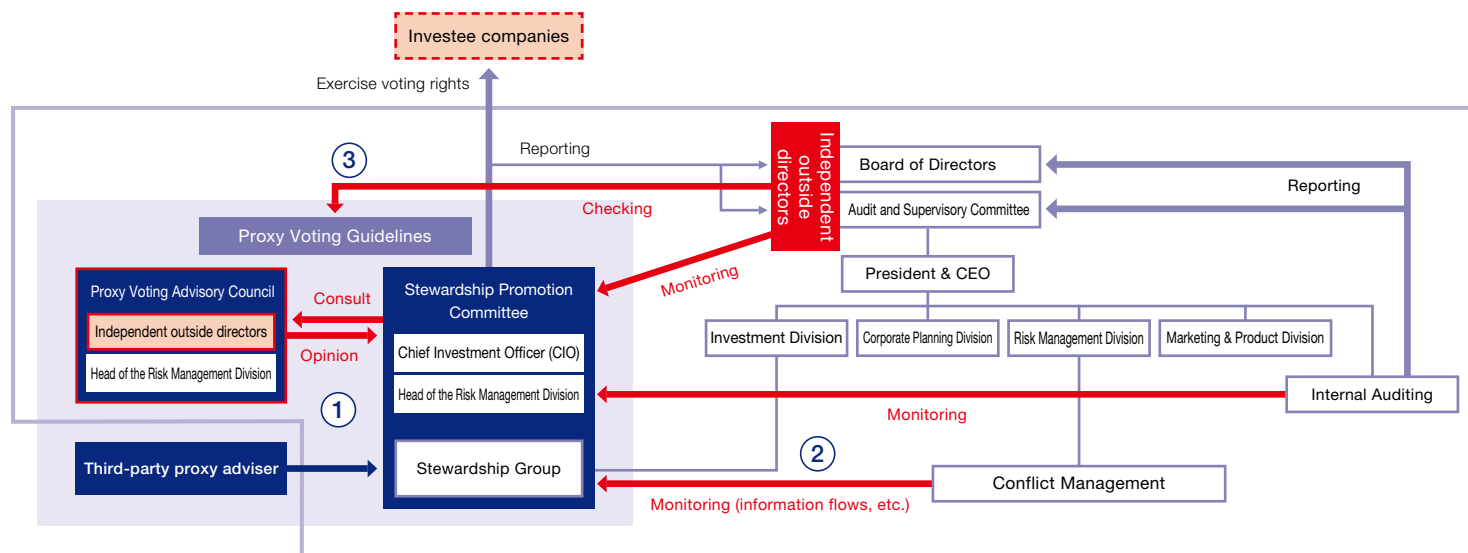 Investee companies
Exercise voting rights
Reporting
③
Independent
outside
directors
Board of Directors
Audit and Supervisory Committee
Reporting
Checking
Proxy Voting Guidelines
Monitoring
President & CEO
Proxy Voting Advisory Council
Independent outside directors
Head of the Risk Management Division
Consult
Opinion
Stewardship Promotion
Committee
Chief Investment Officer (CIO)
Head of the Risk Management Division
Investment Division
Corporate Planning Division
Risk Management Division
Marketing & Product Division
Internal Auditing
Monitoring
①
Third-party proxy adviser
Stewardship Group
②
Conflict Management
Monitoring (information flows, etc.)